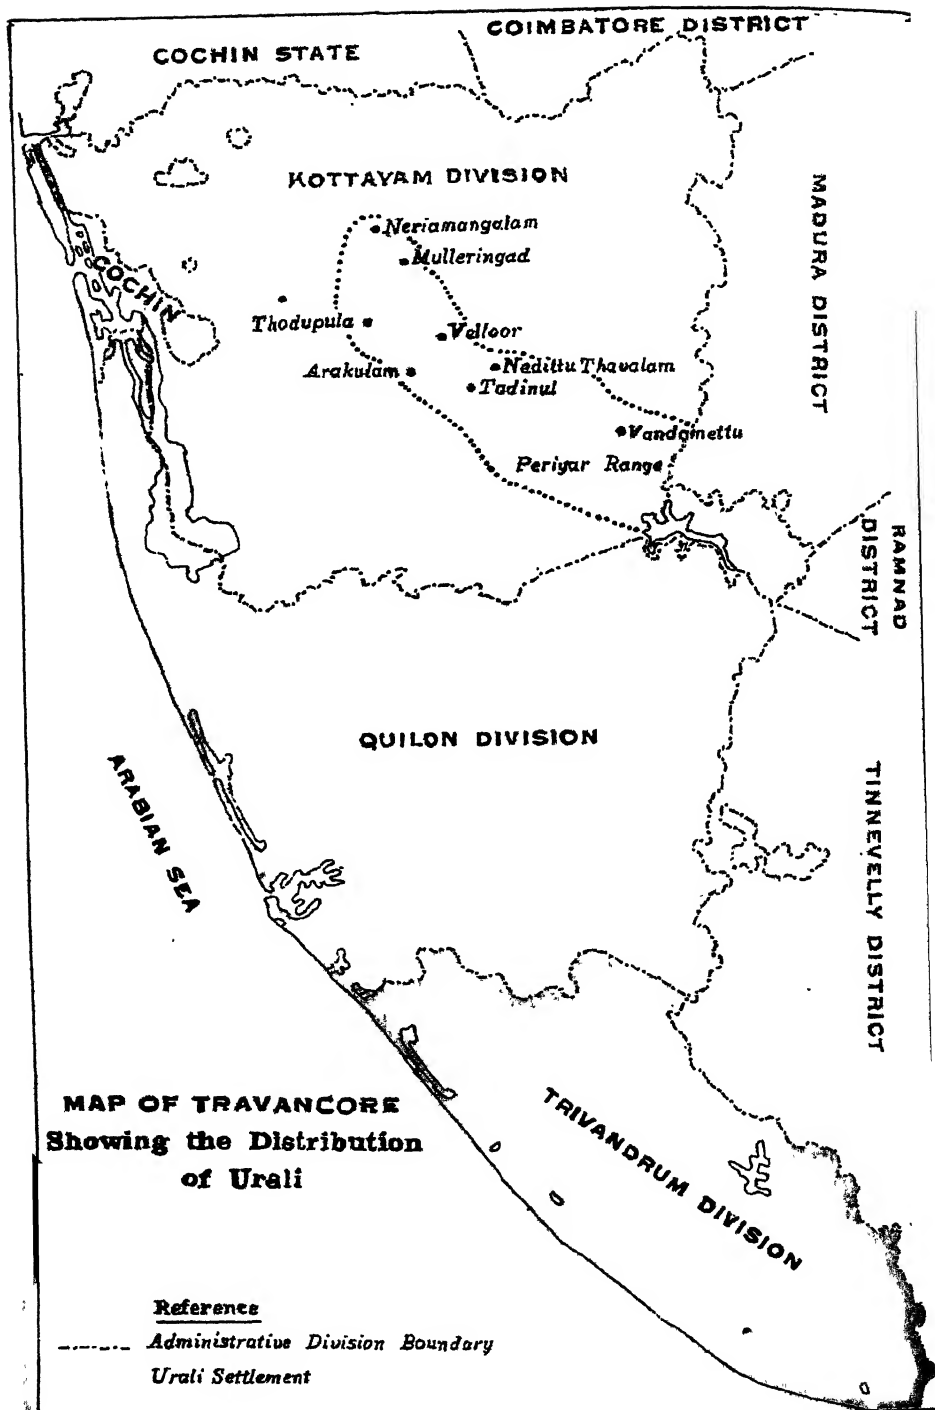 COIMBATORE DISTRICT
COCHIN STATE
KOTTAYAM DIVISION
MADURA DISTRICT
Neriamangalam
Mulleringad
COCHIN
Thodupula
Velloor
Arakulam
Nedittu Thavalam
Tadinul
Vandamettu
Periyar Range
RAMNAD
DISTRICT
QUILON DIVISION
ARABIAN SEA
TINNEVELLY DISTRICT
MAP OF TRAVANCORE
Showing the Distribution
of Urali
TRIVANDRUM DIVISION
Reference
Administrative Division Boundary
Urali Settlement